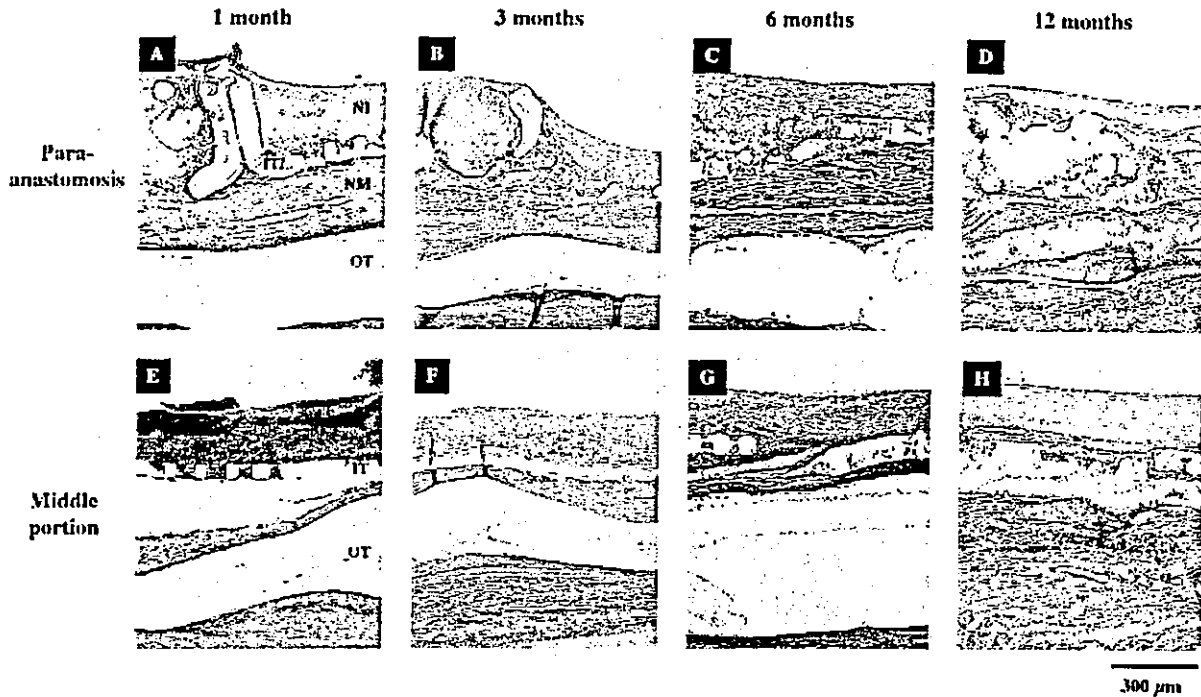 1 month
3 months
6 months
12 months
A
B
C
D
NI
IT
NM
OT
Para-
anastomosis
E
F
G
H
IT
OT
Middle
portion
300 μm